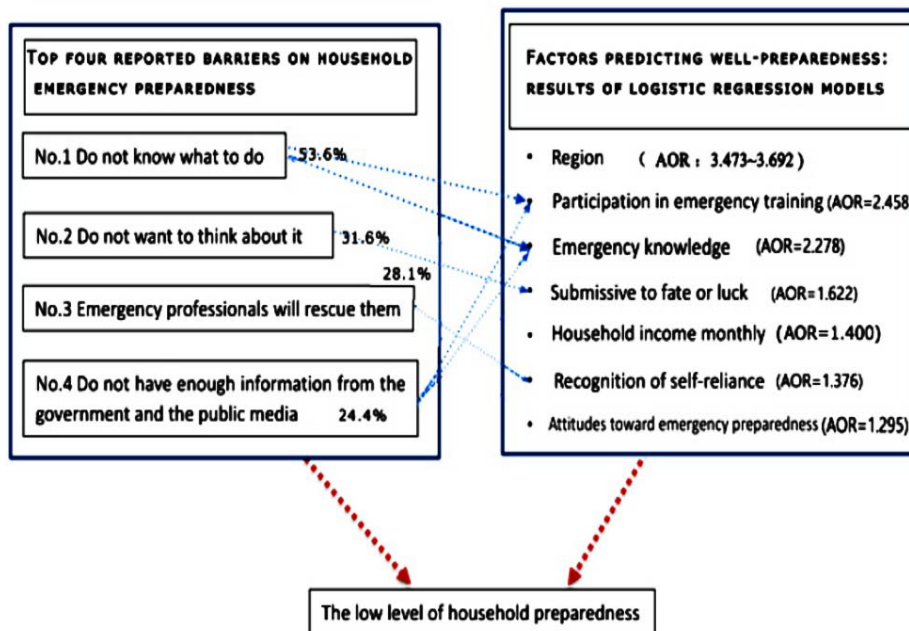 TOP FOUR REPORTED BARRIERS ON HOUSEHOLD
EMERGENCY PREPAREDNESS
No.1 Do not know what to do
53.6%
No.2 Do not want to think about it
31.6%
28.1%
No.3 Emergency professionals will rescue them
No.4 Do not have enough information from the
government and the public media 24.4%
FACTORS PREDICTING WELL-PREPAREDNESS:
RESULTS OF LOGISTIC REGRESSION MODELS
• Region ( AOR : 3.473~3.692 )
• Participation in emergency training (AOR=2.458
• Emergency knowledge (AOR=2.278)
• Submissive to fate or luck (AOR=1.622)
• Household income monthly (AOR=1.400)
• Recognition of self-reliance (AOR=1.376)
• Attitudes toward emergency preparedness (AOR=1.295)
The low level of household preparedness